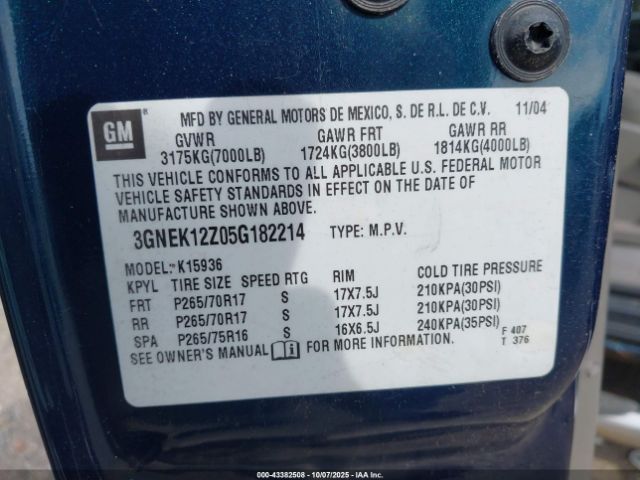 GM ®
MFD BY GENERAL MOTORS DE MEXICO, S. DE R.L. DE C.V. 11/04
GVWR GAWR FRT GAWR RR
3175KG(7000LB) 1724KG(3800LB) 1814KG(4000LB)
THIS VEHICLE CONFORMS TO ALL APPLICABLE U.S. FEDERAL MOTOR
VEHICLE SAFETY STANDARDS IN EFFECT ON THE DATE OF
MANUFACTURE SHOWN ABOVE.
3GNEK12Z05G182214 TYPE: M.P.V.
MODEL: K15936
KPYL TIRE SIZE SPEED RTG RIM COLD TIRE PRESSURE
FRT P265/70R17 S 17X7.5J 210KPA(30PSI)
RR P265/70R17 S 17X7.5J 210KPA(30PSI)
SPA P265/75R16 S 16X6.5J 240KPA(35PSI) F 407
SEE OWNER'S MANUAL i FOR MORE INFORMATION. T 376
000-43382508 - 10/07/2025 - IAAI.com